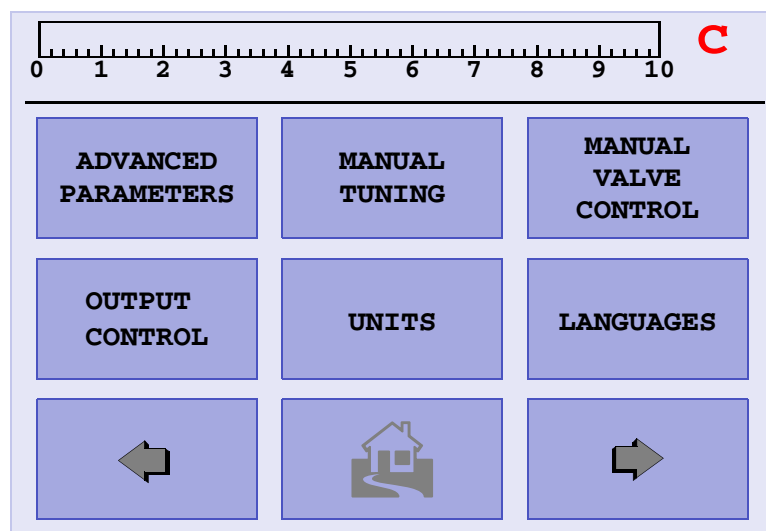 C
0 1 2 3 4 5 6 7 8 9 10
ADVANCED
PARAMETERS
MANUAL
TUNING
MANUAL
VALVE
CONTROL
OUTPUT
CONTROL
UNITS
LANGUAGES